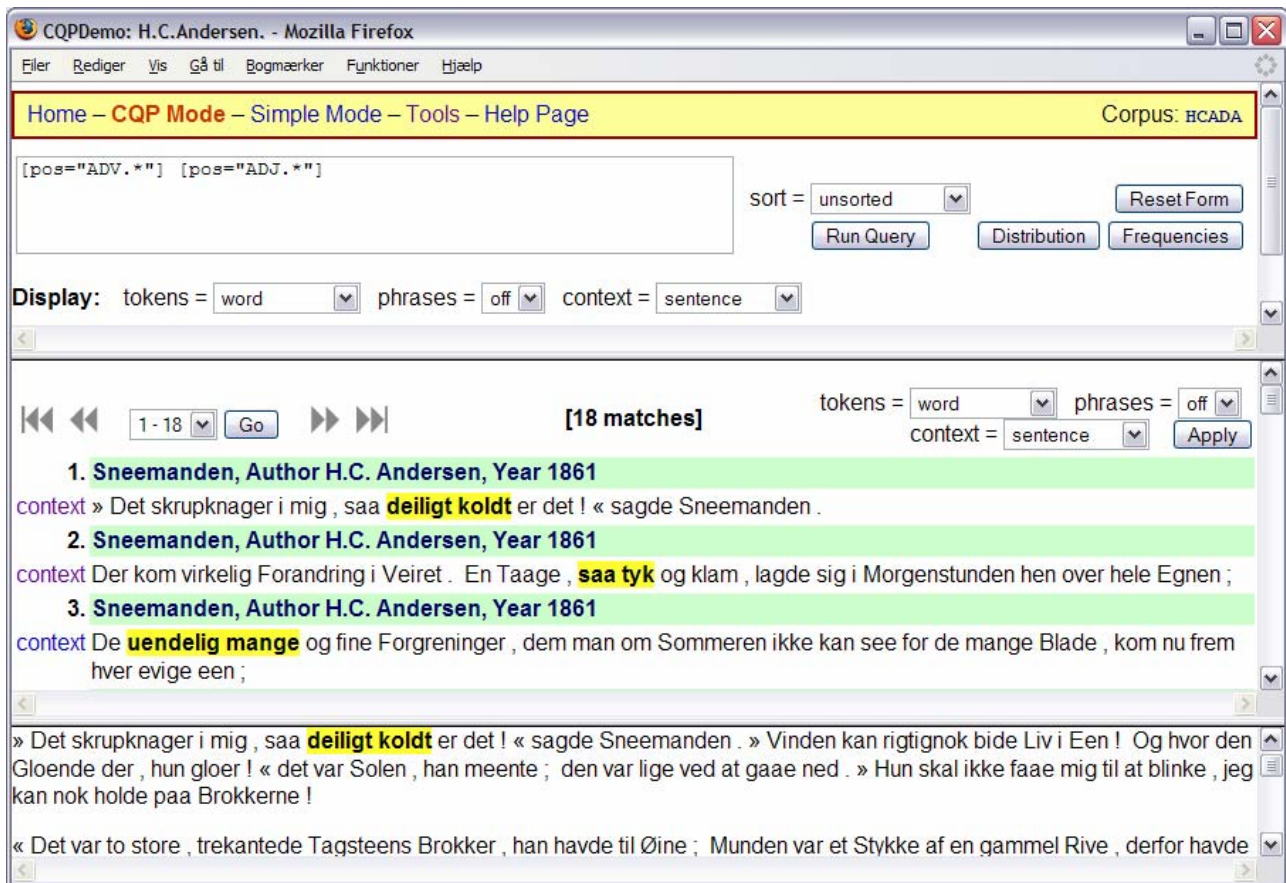 CQPDemo: H.C.Andersen. - Mozilla Firefox
Filer Rediger Vis Gå til Bogmærker Funktioner Hjælp
Home – CQP Mode – Simple Mode – Tools – Help Page Corpus: HCADA
[pos="ADV.*"] [pos="ADJ.*"]
sort = unsorted Reset Form
Run Query Distribution Frequencies
Display: tokens = word phrases = off context = sentence
tokens = word phrases = off
1 - 18 Go [18 matches]
context = sentence Apply
1. Sneemanden, Author H.C. Andersen, Year 1861
context » Det skrupknager i mig , saa deiligt koldt er det ! « sagde Sneemanden .
2. Sneemanden, Author H.C. Andersen, Year 1861
context Der kom virkelig Forandring i Veiret . En Taage , saa tyk og klam , lagde sig i Morgenstunden hen over hele Egnen ;
3. Sneemanden, Author H.C. Andersen, Year 1861
context De uendelig mange og fine Forgreninger , dem man om Sommeren ikke kan see for de mange Blade , kom nu frem
hver evige een ;
» Det skrupknager i mig , saa deiligt koldt er det ! « sagde Sneemanden . » Vinden kan rigtignok bide Liv i Een ! Og hvor den
Gloende der , hun gloer ! « det var Solen , han meente ; den var lige ved at gaae ned . » Hun skal ikke faae mig til at blinke , jeg
kan nok holde paa Brokkerne !
« Det var to store , trekantede Tagsteens Brokker , han havde til Øine ; Munden var et Stykke af en gammel Rive , derfor havde